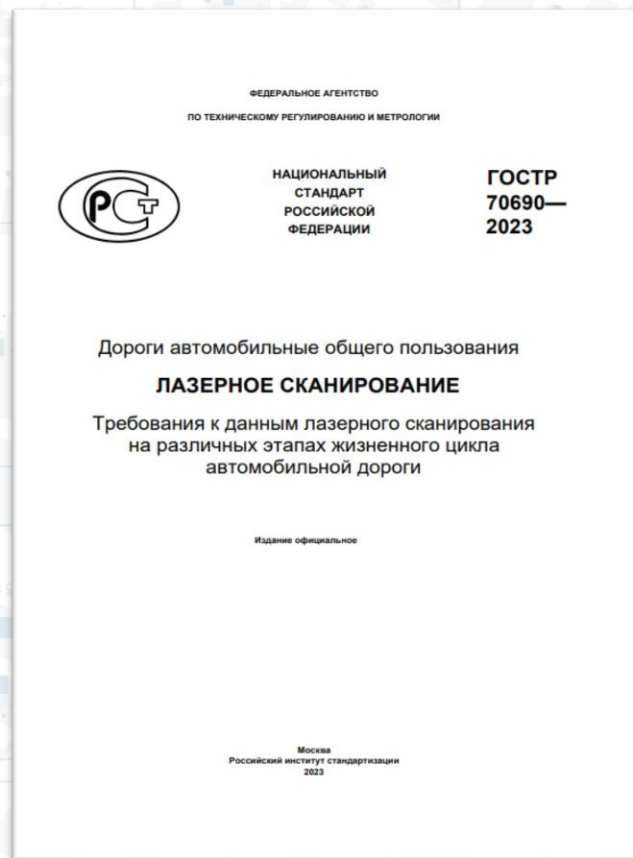 ФЕДЕРАЛЬНОЕ АГЕНТСТВО
ПО ТЕХНИЧЕСКОМУ РЕГУЛИРОВАНИЮ И МЕТРОЛОГИИ
РСТ
НАЦИОНАЛЬНЫЙ
СТАНДАРТ
РОССИЙСКОЙ
ФЕДЕРАЦИИ
ГОСТР
70690—
2023
Дороги автомобильные общего пользования
ЛАЗЕРНОЕ СКАНИРОВАНИЕ
Требования к данным лазерного сканирования
на различных этапах жизненного цикла
автомобильной дороги
Издание официальное
Москва
Российский институт стандартизации
2023